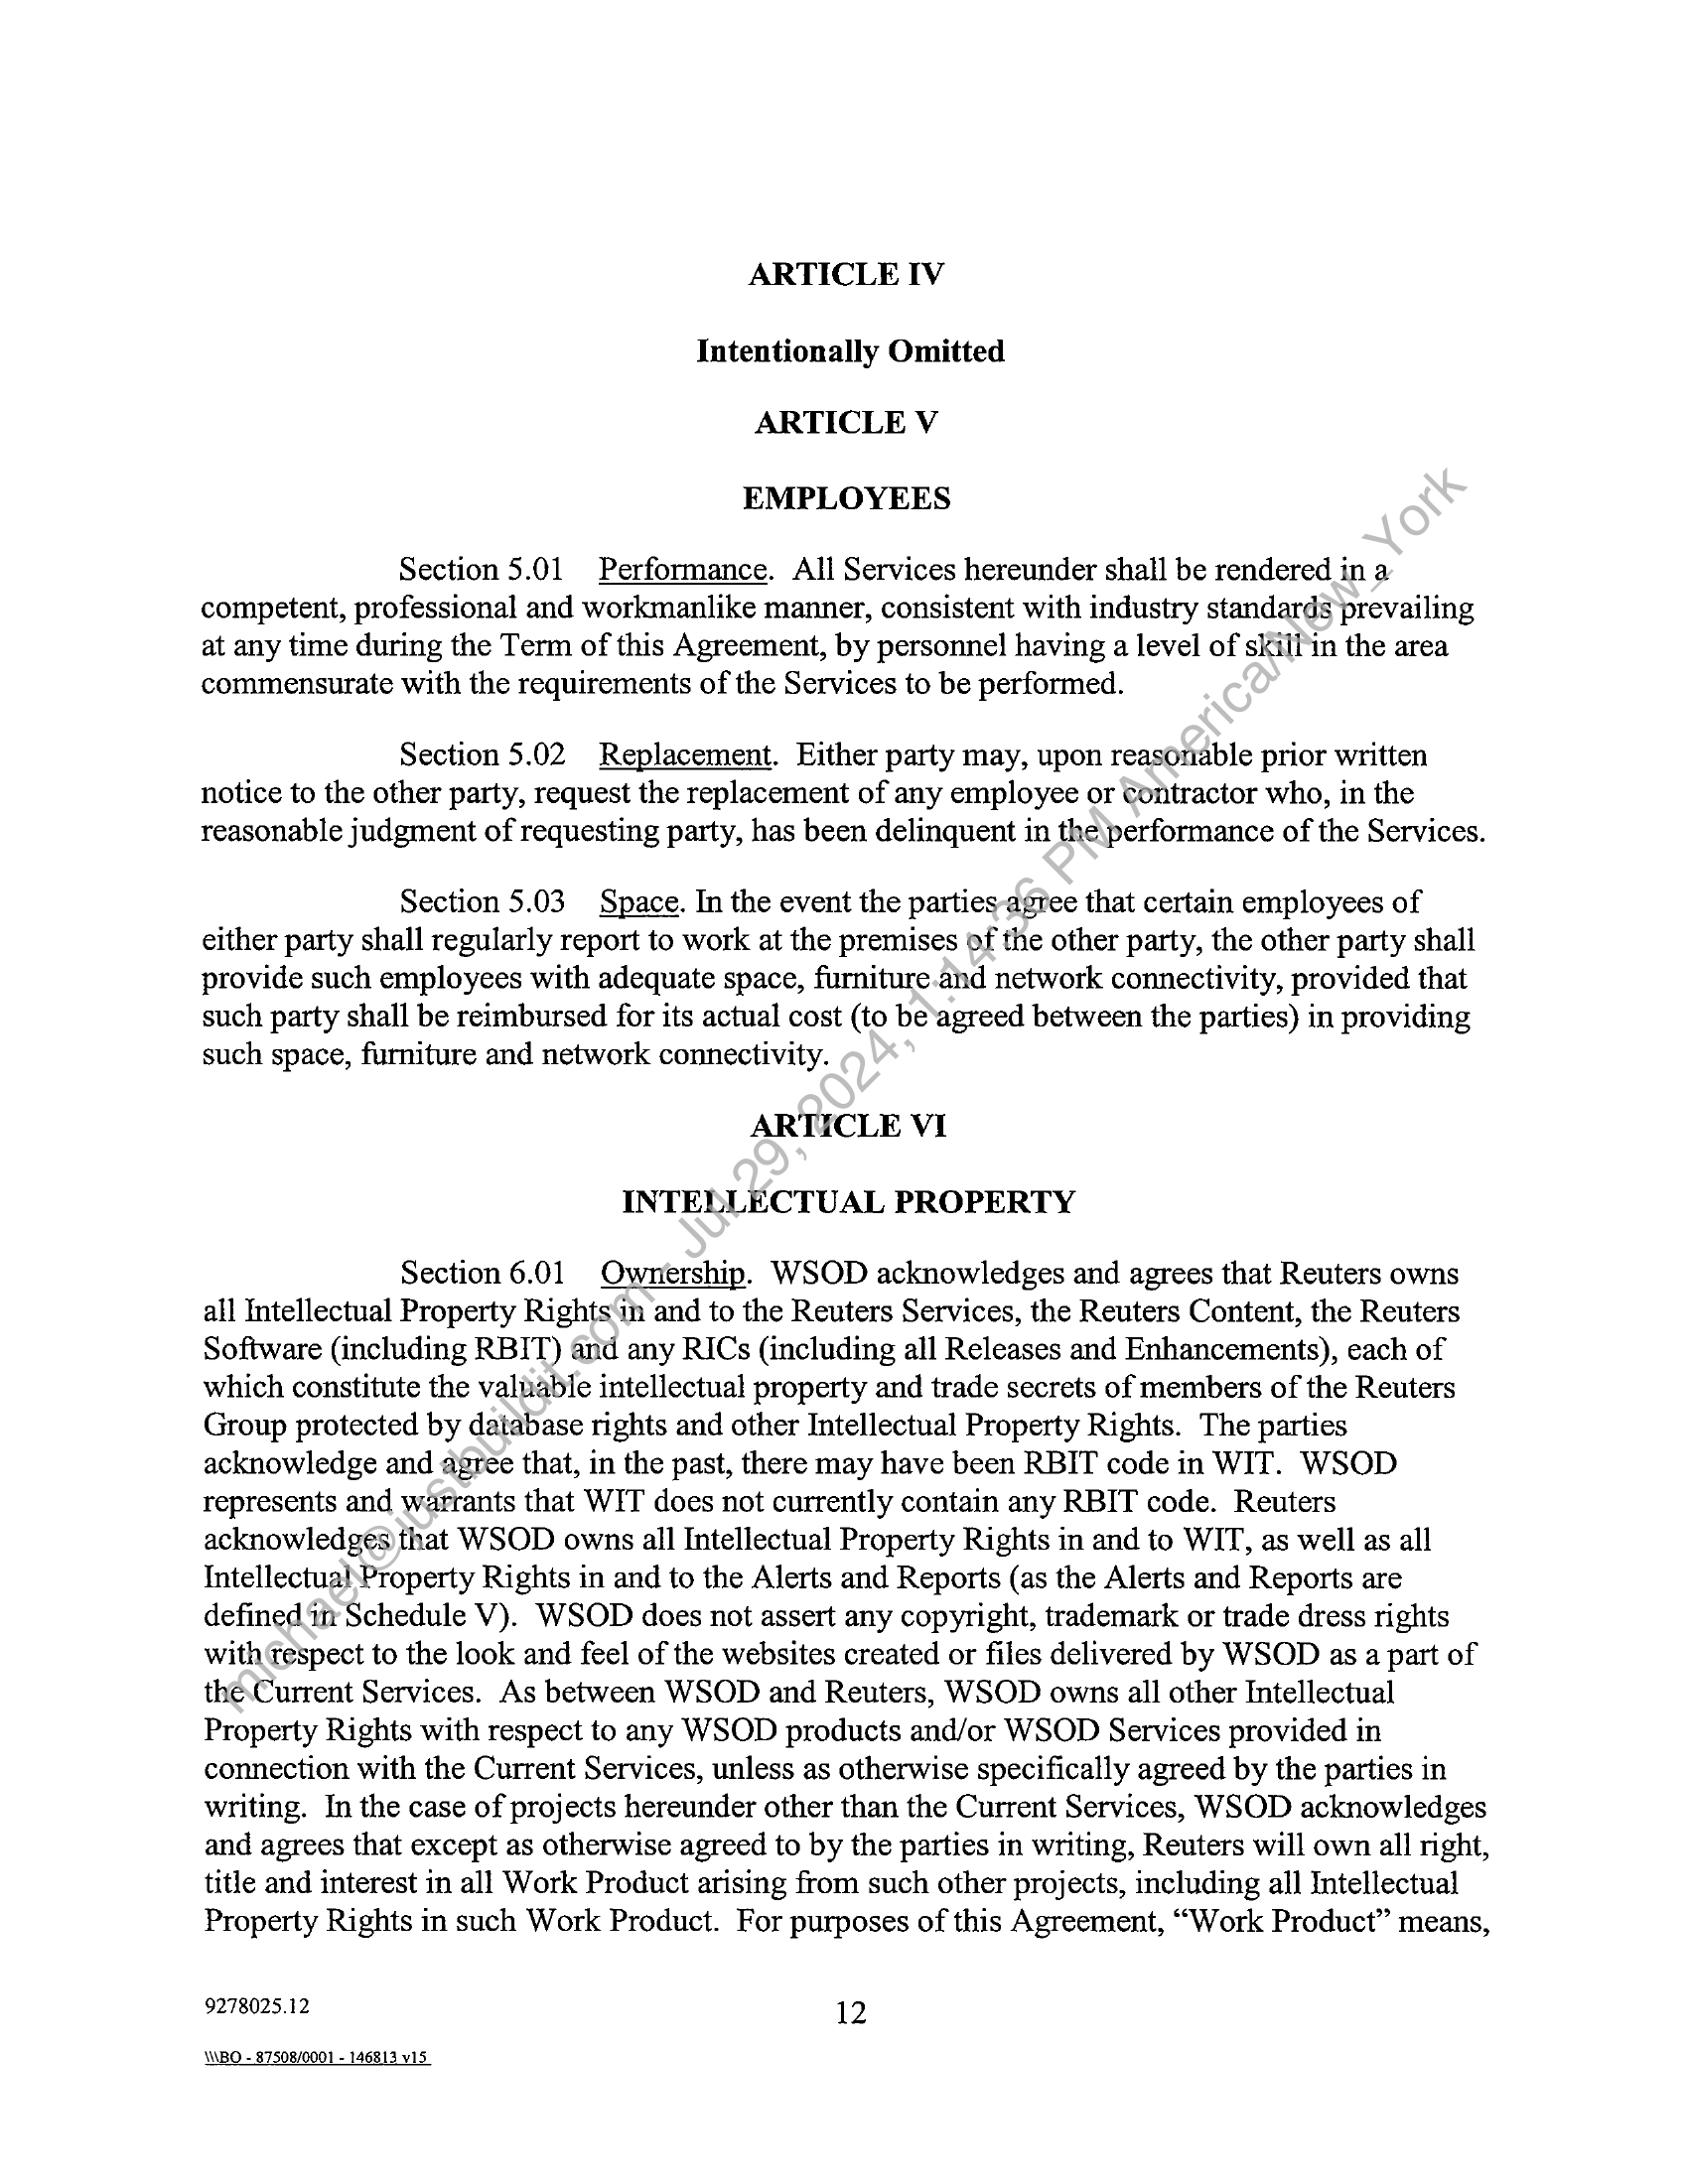 ARTICLE IV
Intentionally Omitted
ARTICLE V
EMPLOYEES
Section 5.01 Performance. All Services hereunder shall be rendered in a
competent, professional and workmanlike manner, consistent with industry standards prevailing
at any time during the Term of this Agreement, by personnel having a level of skill in the area
commensurate with the requirements of the Services to be performed.
Section 5.02 Replacement. Either party may, upon reasonable prior written
notice to the other party, request the replacement of any employee or contractor who, in the
reasonable judgment of requesting party, has been delinquent in the performance of the Services.
Section 5.03 Space. In the event the parties agree that certain employees of
either party shall regularly report to work at the premises of the other party, the other party shall
provide such employees with adequate space, furniture and network connectivity, provided that
such party shall be reimbursed for its actual cost (to be agreed between the parties) in providing
such space, furniture and network connectivity.
ARTICLE VI
INTELLECTUAL PROPERTY
Section 6.01 Ownership. WSOD acknowledges and agrees that Reuters owns
all Intellectual Property Rights in and to the Reuters Services, the Reuters Content, the Reuters
Software (including RBIT) and any RICs (including all Releases and Enhancements), each of
which constitute the valuable intellectual property and trade secrets of members of the Reuters
Group protected by database rights and other Intellectual Property Rights. The parties
acknowledge and agree that, in the past, there may have been RBIT code in WIT. WSOD
represents and warrants that WIT does not currently contain any RBIT code. Reuters
acknowledges that WSOD owns all Intellectual Property Rights in and to WIT, as well as all
Intellectual Property Rights in and to the Alerts and Reports (as the Alerts and Reports are
defined in Schedule V). WSOD does not assert any copyright, trademark or trade dress rights
with respect to the look and feel of the websites created or files delivered by WSOD as a part of
the Current Services. As between WSOD and Reuters, WSOD owns all other Intellectual
Property Rights with respect to any WSOD products and/or WSOD Services provided in
connection with the Current Services, unless as otherwise specifically agreed by the parties in
writing. In the case of projects hereunder other than the Current Services, WSOD acknowledges
and agrees that except as otherwise agreed to by the parties in writing, Reuters will own all right,
title and interest in all Work Product arising from such other projects, including all Intellectual
Property Rights in such Work Product. For purposes of this Agreement, “Work Product” means,
9278025.12
12
\\\BO - 87508/0001 - 146813 v15
michael@justbuildit.com - Jul 29, 2024, 1:14:36 PM America/New_York